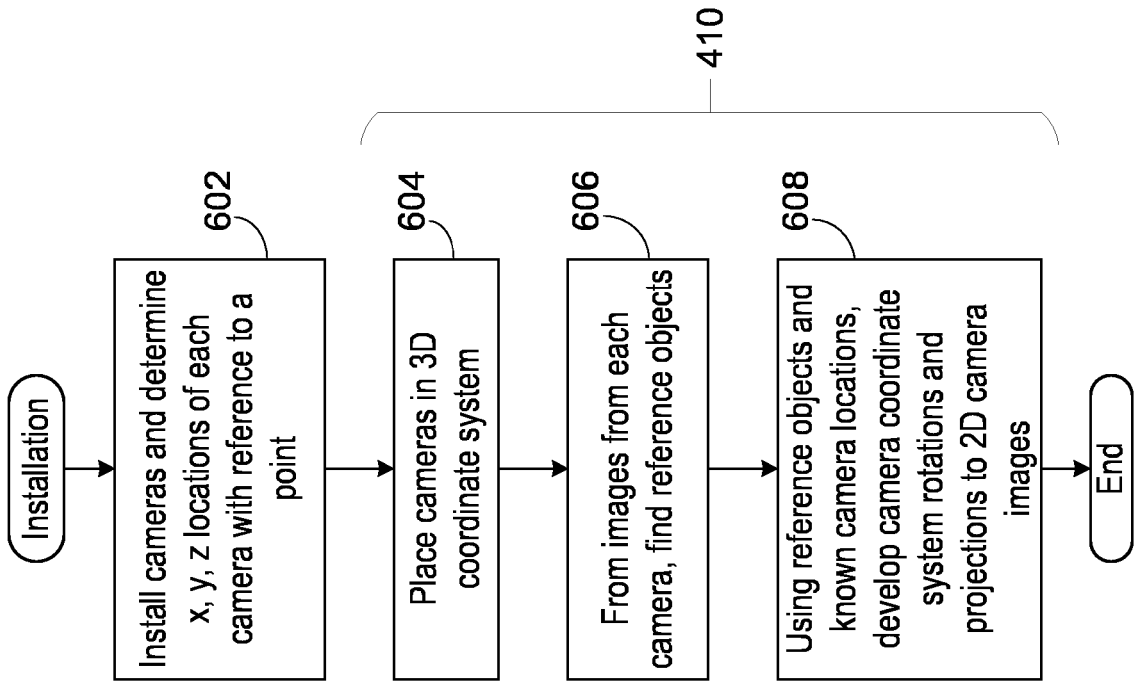 Installation
Install cameras and determine
x, y, z locations of each
camera with reference to a
point
602
Place cameras in 3D
coordinate system
604
From images from each
camera, find reference objects
606
Using reference objects and
known camera locations,
develop camera coordinate
system rotations and
projections to 2D camera
images
608
410
End